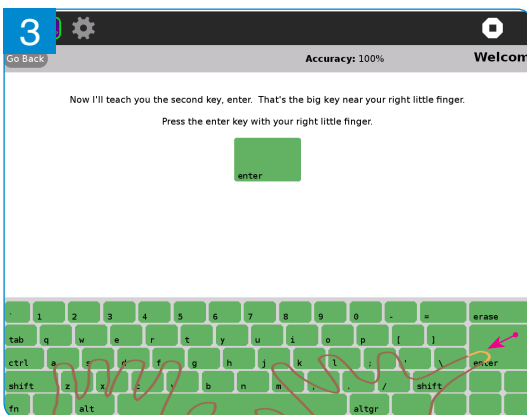 3
Go Back Accuracy: 100% Welcom
Now I'll teach you the second key, enter. That's the big key near your right little finger.
Press the enter key with your right little finger.
enter
` 1 2 3 4 5 6 7 8 9 0 - = erase
tab q w e r t y u i o p [ ]
ctrl a s d f g h j k l ; ' \ enter
shift z x c v b n m , . / shift
fn alt altgr